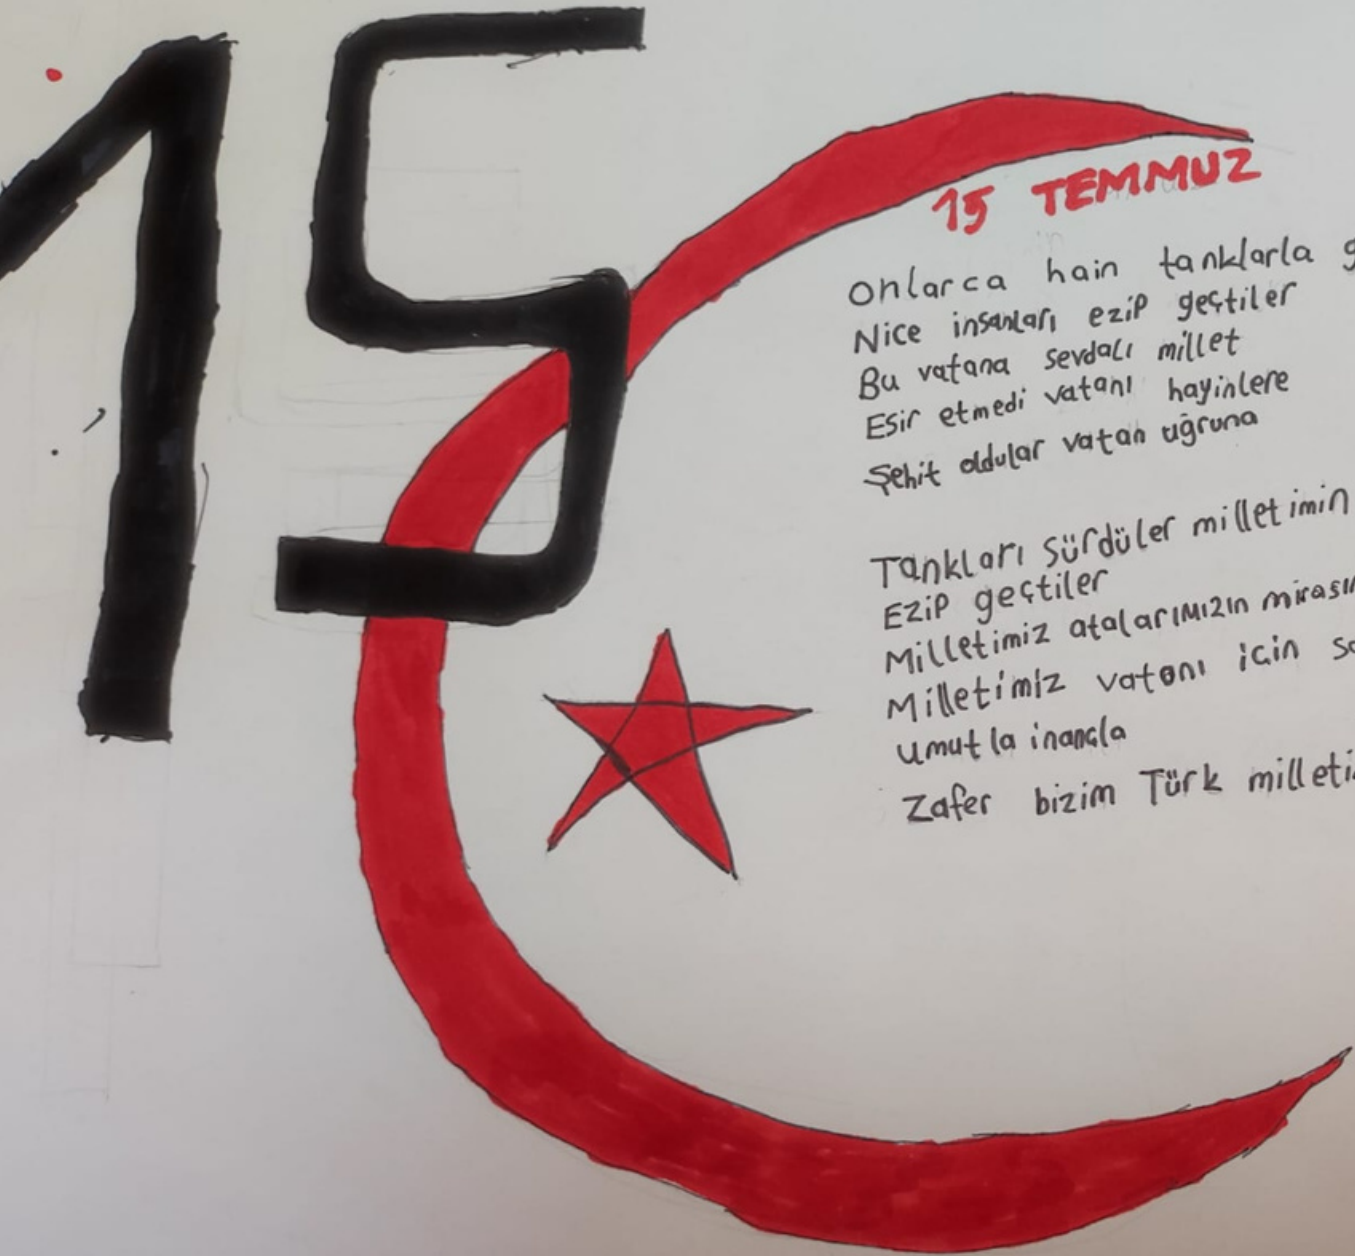 15
15 TEMMUZ
Onlarca hain tanklarla
Nice insanları ezip geçtiler
Bu vatana sevdalı millet
Esir etmedi vatanı hayinlere
Şehit oldular vatan uğruna
Tankları sürdüler milletimin
Ezip geçtiler
Milletimiz atalarımızın
Milletimiz vatanı için
umutla inançla
Zafer bizim Türk